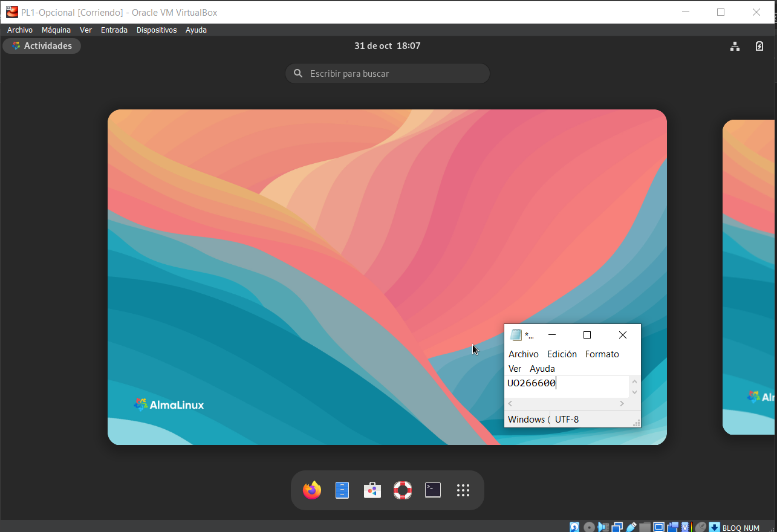 PL1-Opcional [Corriendo] - Oracle VM VirtualBox
Archivo Máquina Ver Entrada Dispositivos Ayuda
Actividades 31 de oct 18:07
Escribir para buscar
*...
Archivo Edición Formato
Ver Ayuda
UO266600
Windows ( UTF-8
AlmaLinux
BLOQ NUM